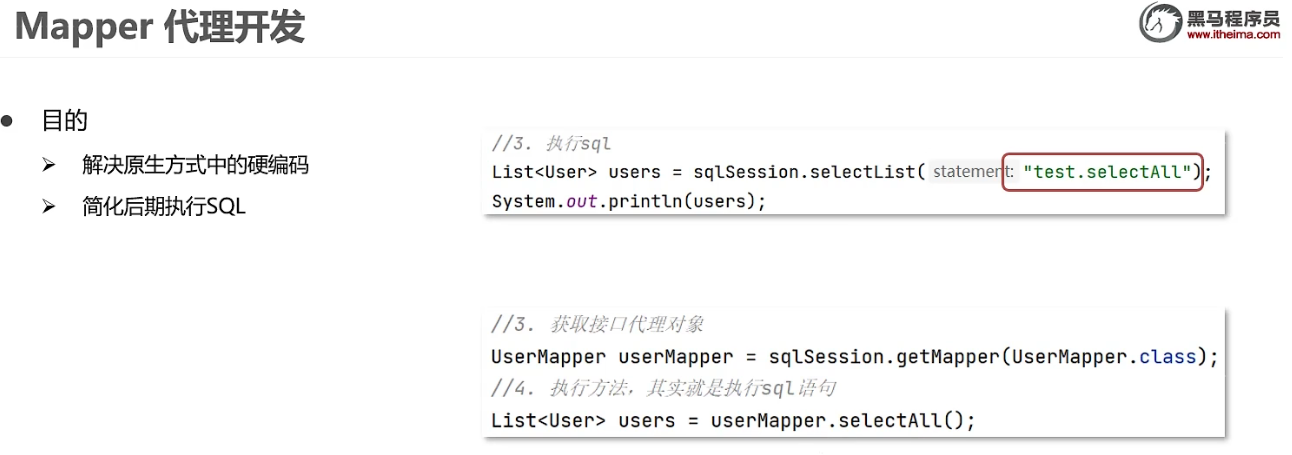 Mapper 代理开发
黑马程序员
www.itheima.com
目的
解决原生方式中的硬编码
简化后期执行SQL
//3. 执行sql
List<User> users = sqlSession.selectList( statement: "test.selectAll");
System.out.println(users);
//3. 获取接口代理对象
UserMapper userMapper = sqlSession.getMapper(UserMapper.class);
//4. 执行方法，其实就是执行sql语句
List<User> users = userMapper.selectAll();